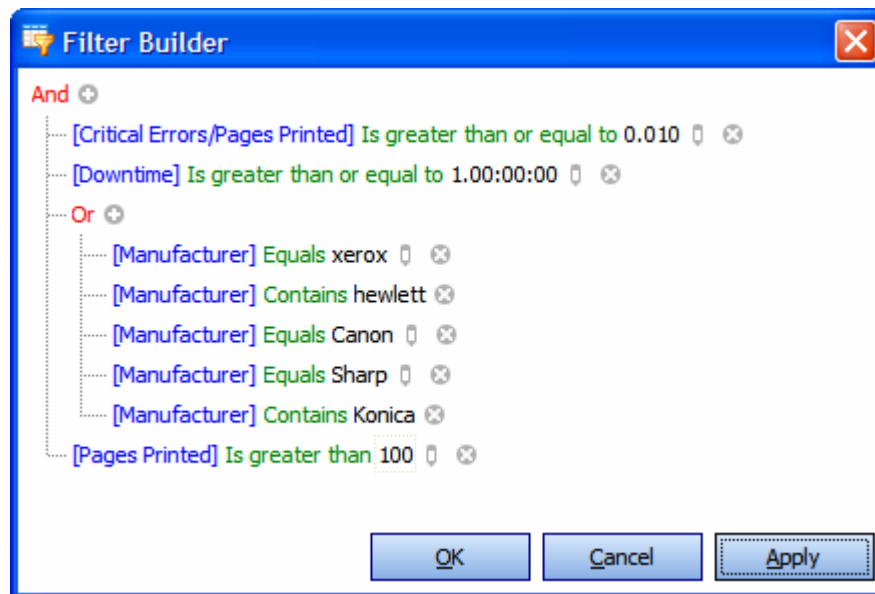 Filter Builder
And
[Critical Errors/Pages Printed] Is greater than or equal to 0.010
[Downtime] Is greater than or equal to 1.00:00:00
Or
[Manufacturer] Equals xerox
[Manufacturer] Contains hewlett
[Manufacturer] Equals Canon
[Manufacturer] Equals Sharp
[Manufacturer] Contains Konica
[Pages Printed] Is greater than 100
OK Cancel Apply